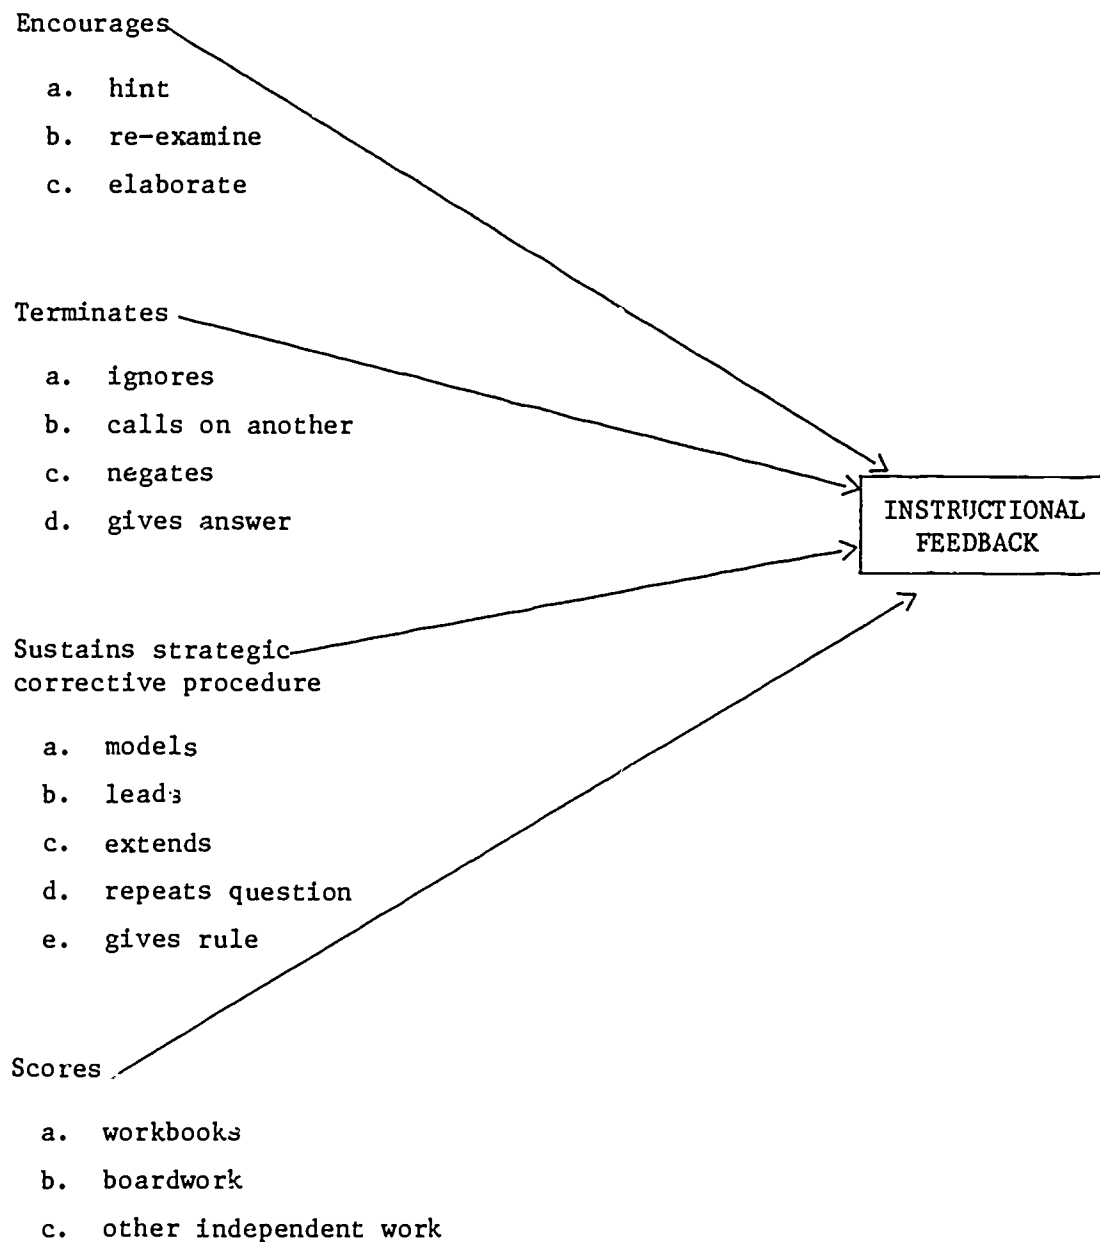 Encourages
a. hint
b. re-examine
c. elaborate
Terminates
a. ignores
b. calls on another
c. negates
d. gives answer
INSTRUCTIONAL
FEEDBACK
Sustains strategic
corrective procedure
a. models
b. leads
c. extends
d. repeats question
e. gives rule
Scores
a. workbooks
b. boardwork
c. other independent work